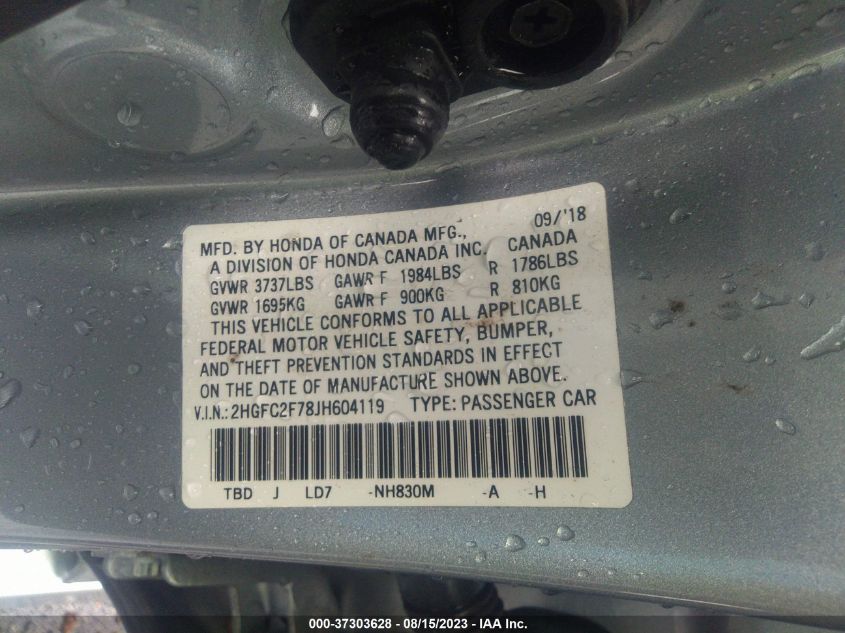 09/'18
MFD. BY HONDA OF CANADA MFG.,
A DIVISION OF HONDA CANADA INC. CANADA
GVWR 3737LBS GAWR F 1984LBS R 1786LBS
GVWR 1695KG GAWR F 900KG R 810KG
THIS VEHICLE CONFORMS TO ALL APPLICABLE
FEDERAL MOTOR VEHICLE SAFETY, BUMPER,
AND THEFT PREVENTION STANDARDS IN EFFECT
ON THE DATE OF MANUFACTURE SHOWN ABOVE.
V.I.N.: 2HGFC2F78JH604119 TYPE: PASSENGER CAR
TBD J LD7 -NH830M -A -H
000-37303628 - 08/15/2023 - IAA Inc.